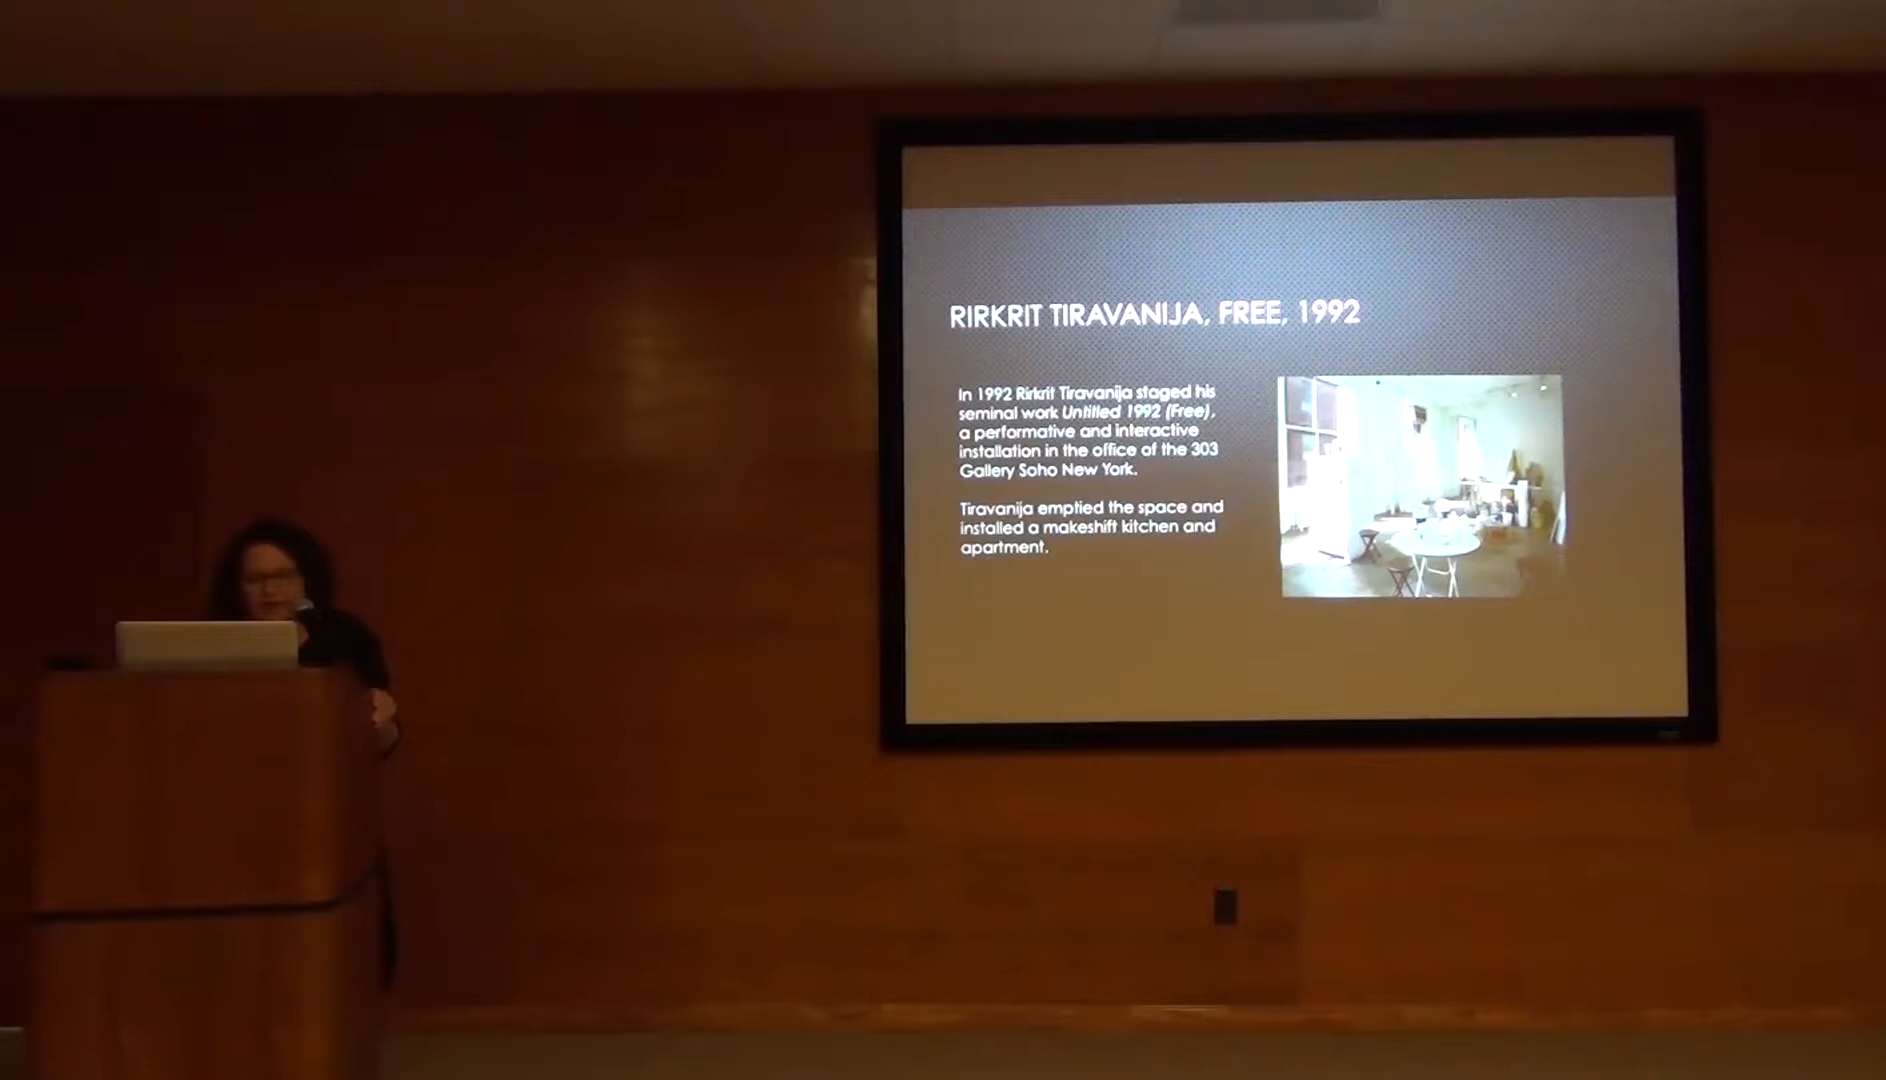 RIRKRIT TIRAVANIJA, FREE, 1992
In 1992 Rirkrit Tiravanija staged his
seminal work Untitled 1992 (Free),
a performative and interactive
installation in the office of the 303
Gallery Soho New York.
Tiravanija emptied the space and
installed a makeshift kitchen and
apartment.